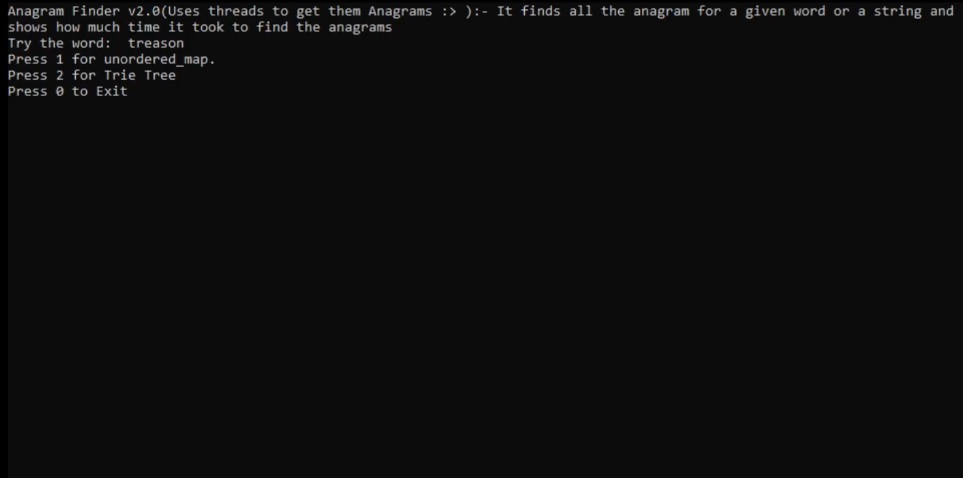 Anagram Finder v2.0(Uses threads to get them Anagrams :> ):- It finds all the anagram for a given word or a string and
shows how much time it took to find the anagrams
Try the word:  treason
Press 1 for unordered_map.
Press 2 for Trie Tree
Press 0 to Exit